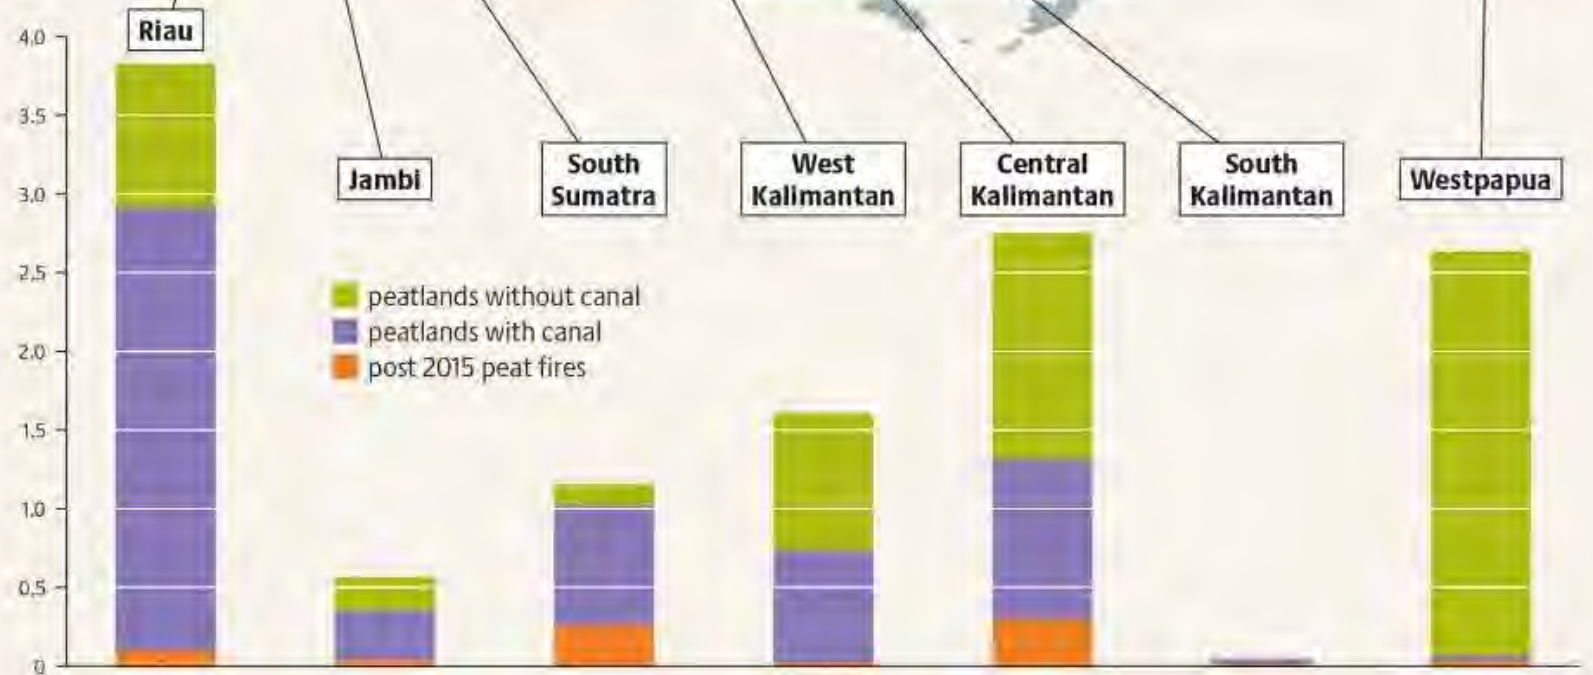 Riau
Jambi
South
Sumatra
West
Kalimantan
Central
Kalimantan
South
Kalimantan
Westpapua
4.0
3.5
3.0
2.5
2.0
1.5
1.0
0.5
0
peatlands without canal
peatlands with canal
post 2015 peat fires